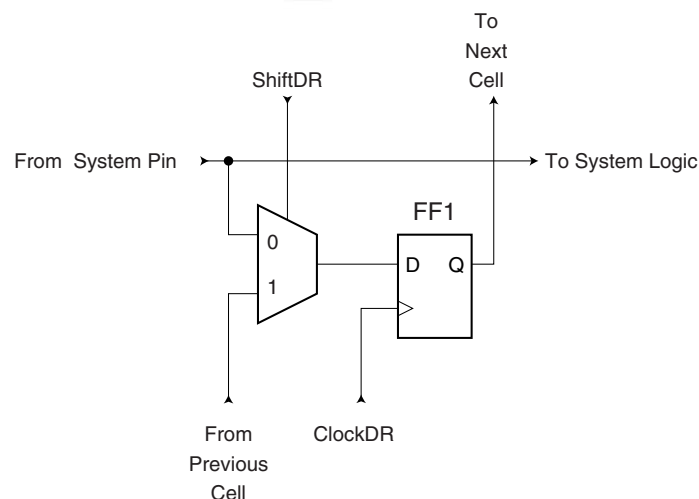 To
Next
Cell
ShiftDR
From System Pin
To System Logic
FF1
0
D Q
1
From
Previous
Cell
ClockDR